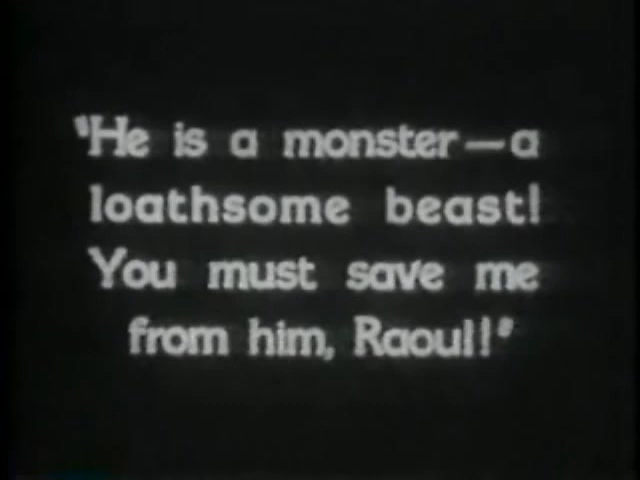 "He is a monster—a
loathsome beast!
You must save me
from him, Raoul!"